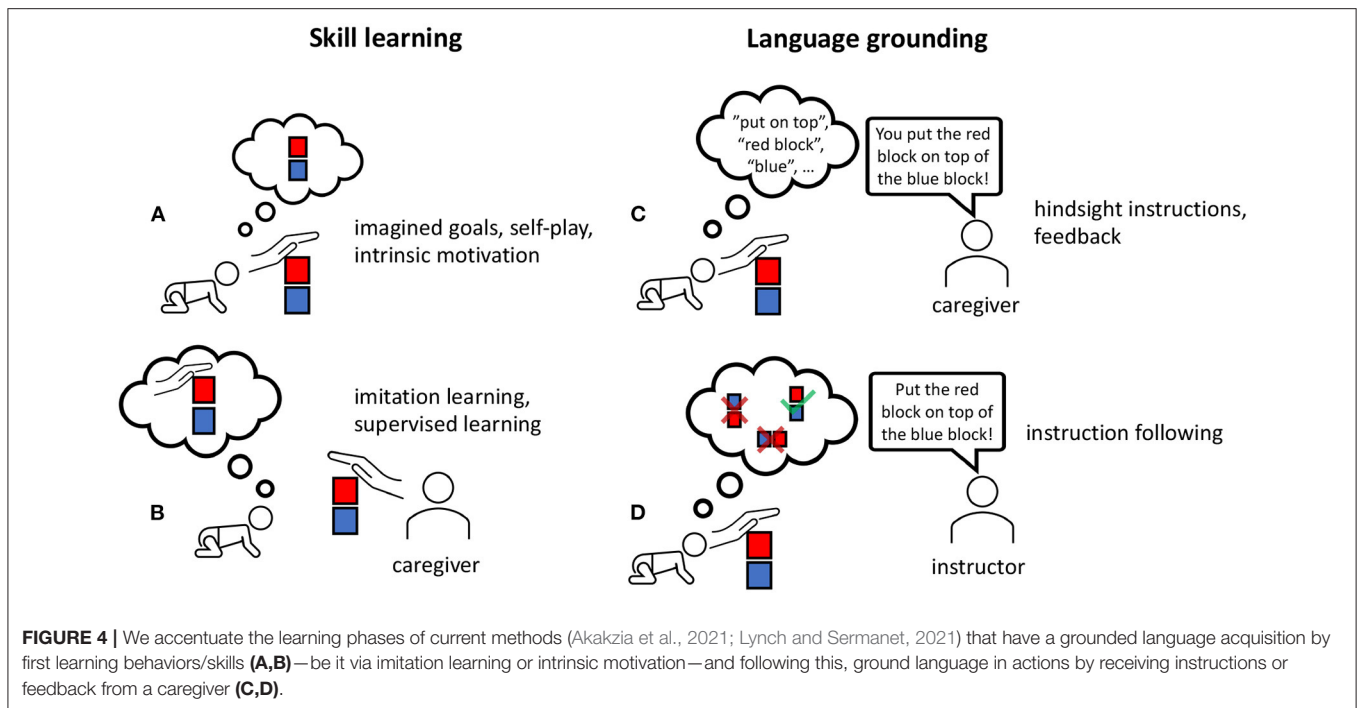 Skill learning
Language grounding
A
imagined goals, self-play,
intrinsic motivation
C
"put on top",
"red block",
"blue", ...
You put the red
block on top of
the blue block!
caregiver
hindsight instructions,
feedback
B
imitation learning,
supervised learning
caregiver
D
Put the red
block on top of
the blue block!
instructor
instruction following
FIGURE 4 | We accentuate the learning phases of current methods (Akakzia et al., 2021; Lynch and Sermanet, 2021) that have a grounded language acquisition by
first learning behaviors/skills (A,B)—be it via imitation learning or intrinsic motivation—and following this, ground language in actions by receiving instructions or
feedback from a caregiver (C,D).